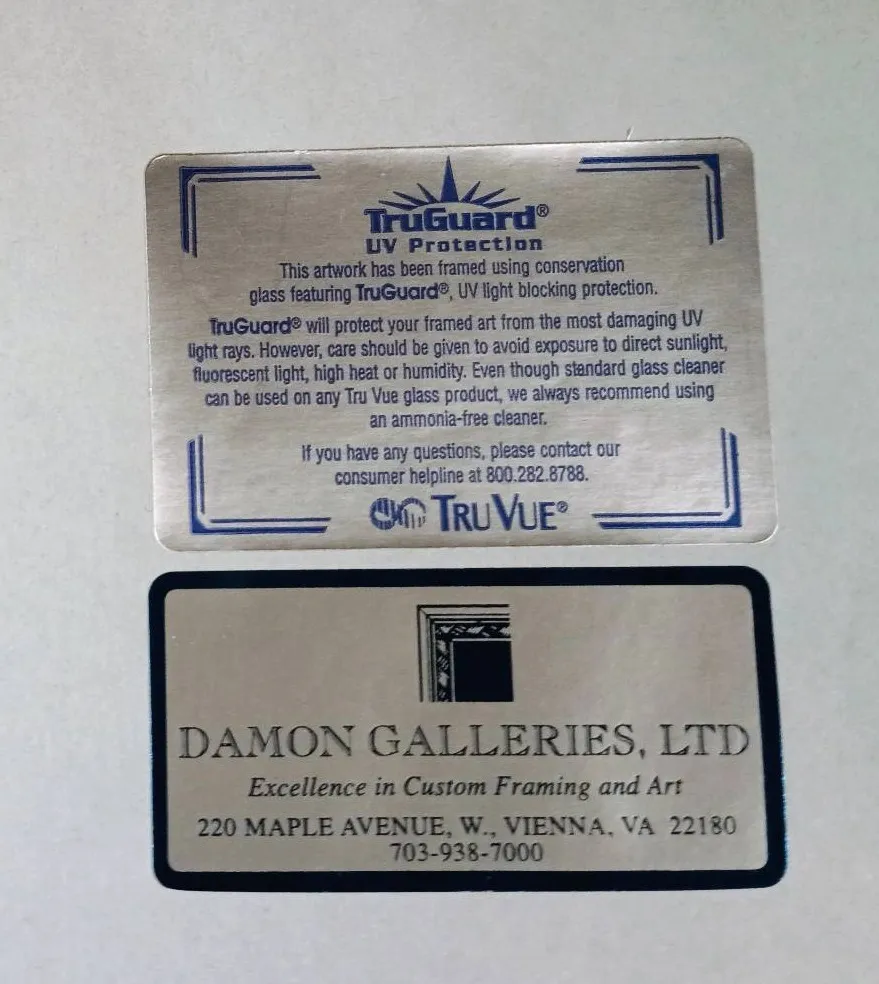 TruGuard®
UV Protection
This artwork has been framed using conservation
glass featuring TruGuard®, UV light blocking protection.
TruGuard® will protect your framed art from the most damaging UV
light rays. However, care should be given to avoid exposure to direct sunlight,
fluorescent light, high heat or humidity. Even though standard glass cleaner
can be used on any Tru Vue glass product, we always recommend using
an ammonia-free cleaner.
If you have any questions, please contact our
consumer helpline at 800.282.8788.
TRU VUE®
DAMON GALLERIES, LTD
Excellence in Custom Framing and Art
220 MAPLE AVENUE, W., VIENNA, VA 22180
703-938-7000